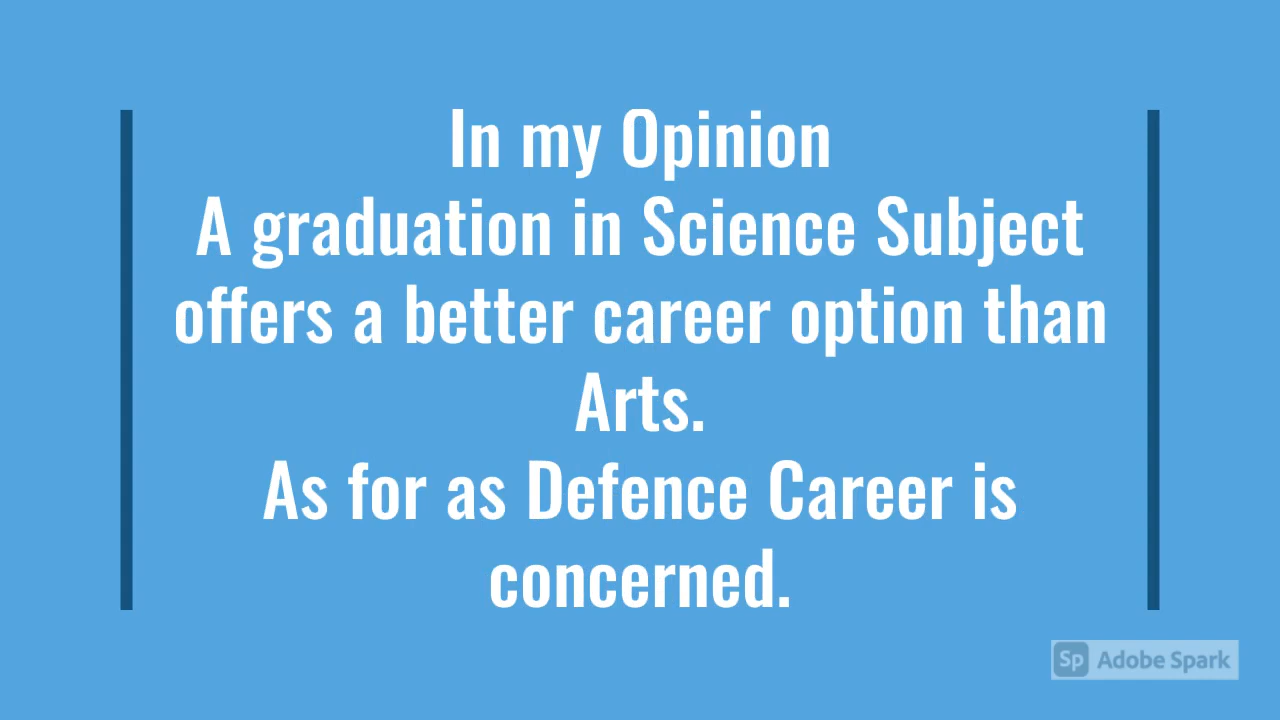 In my Opinion
A graduation in Science Subject
offers a better career option than
Arts.
As for as Defence Career is
concerned.
Sp Adobe Spark